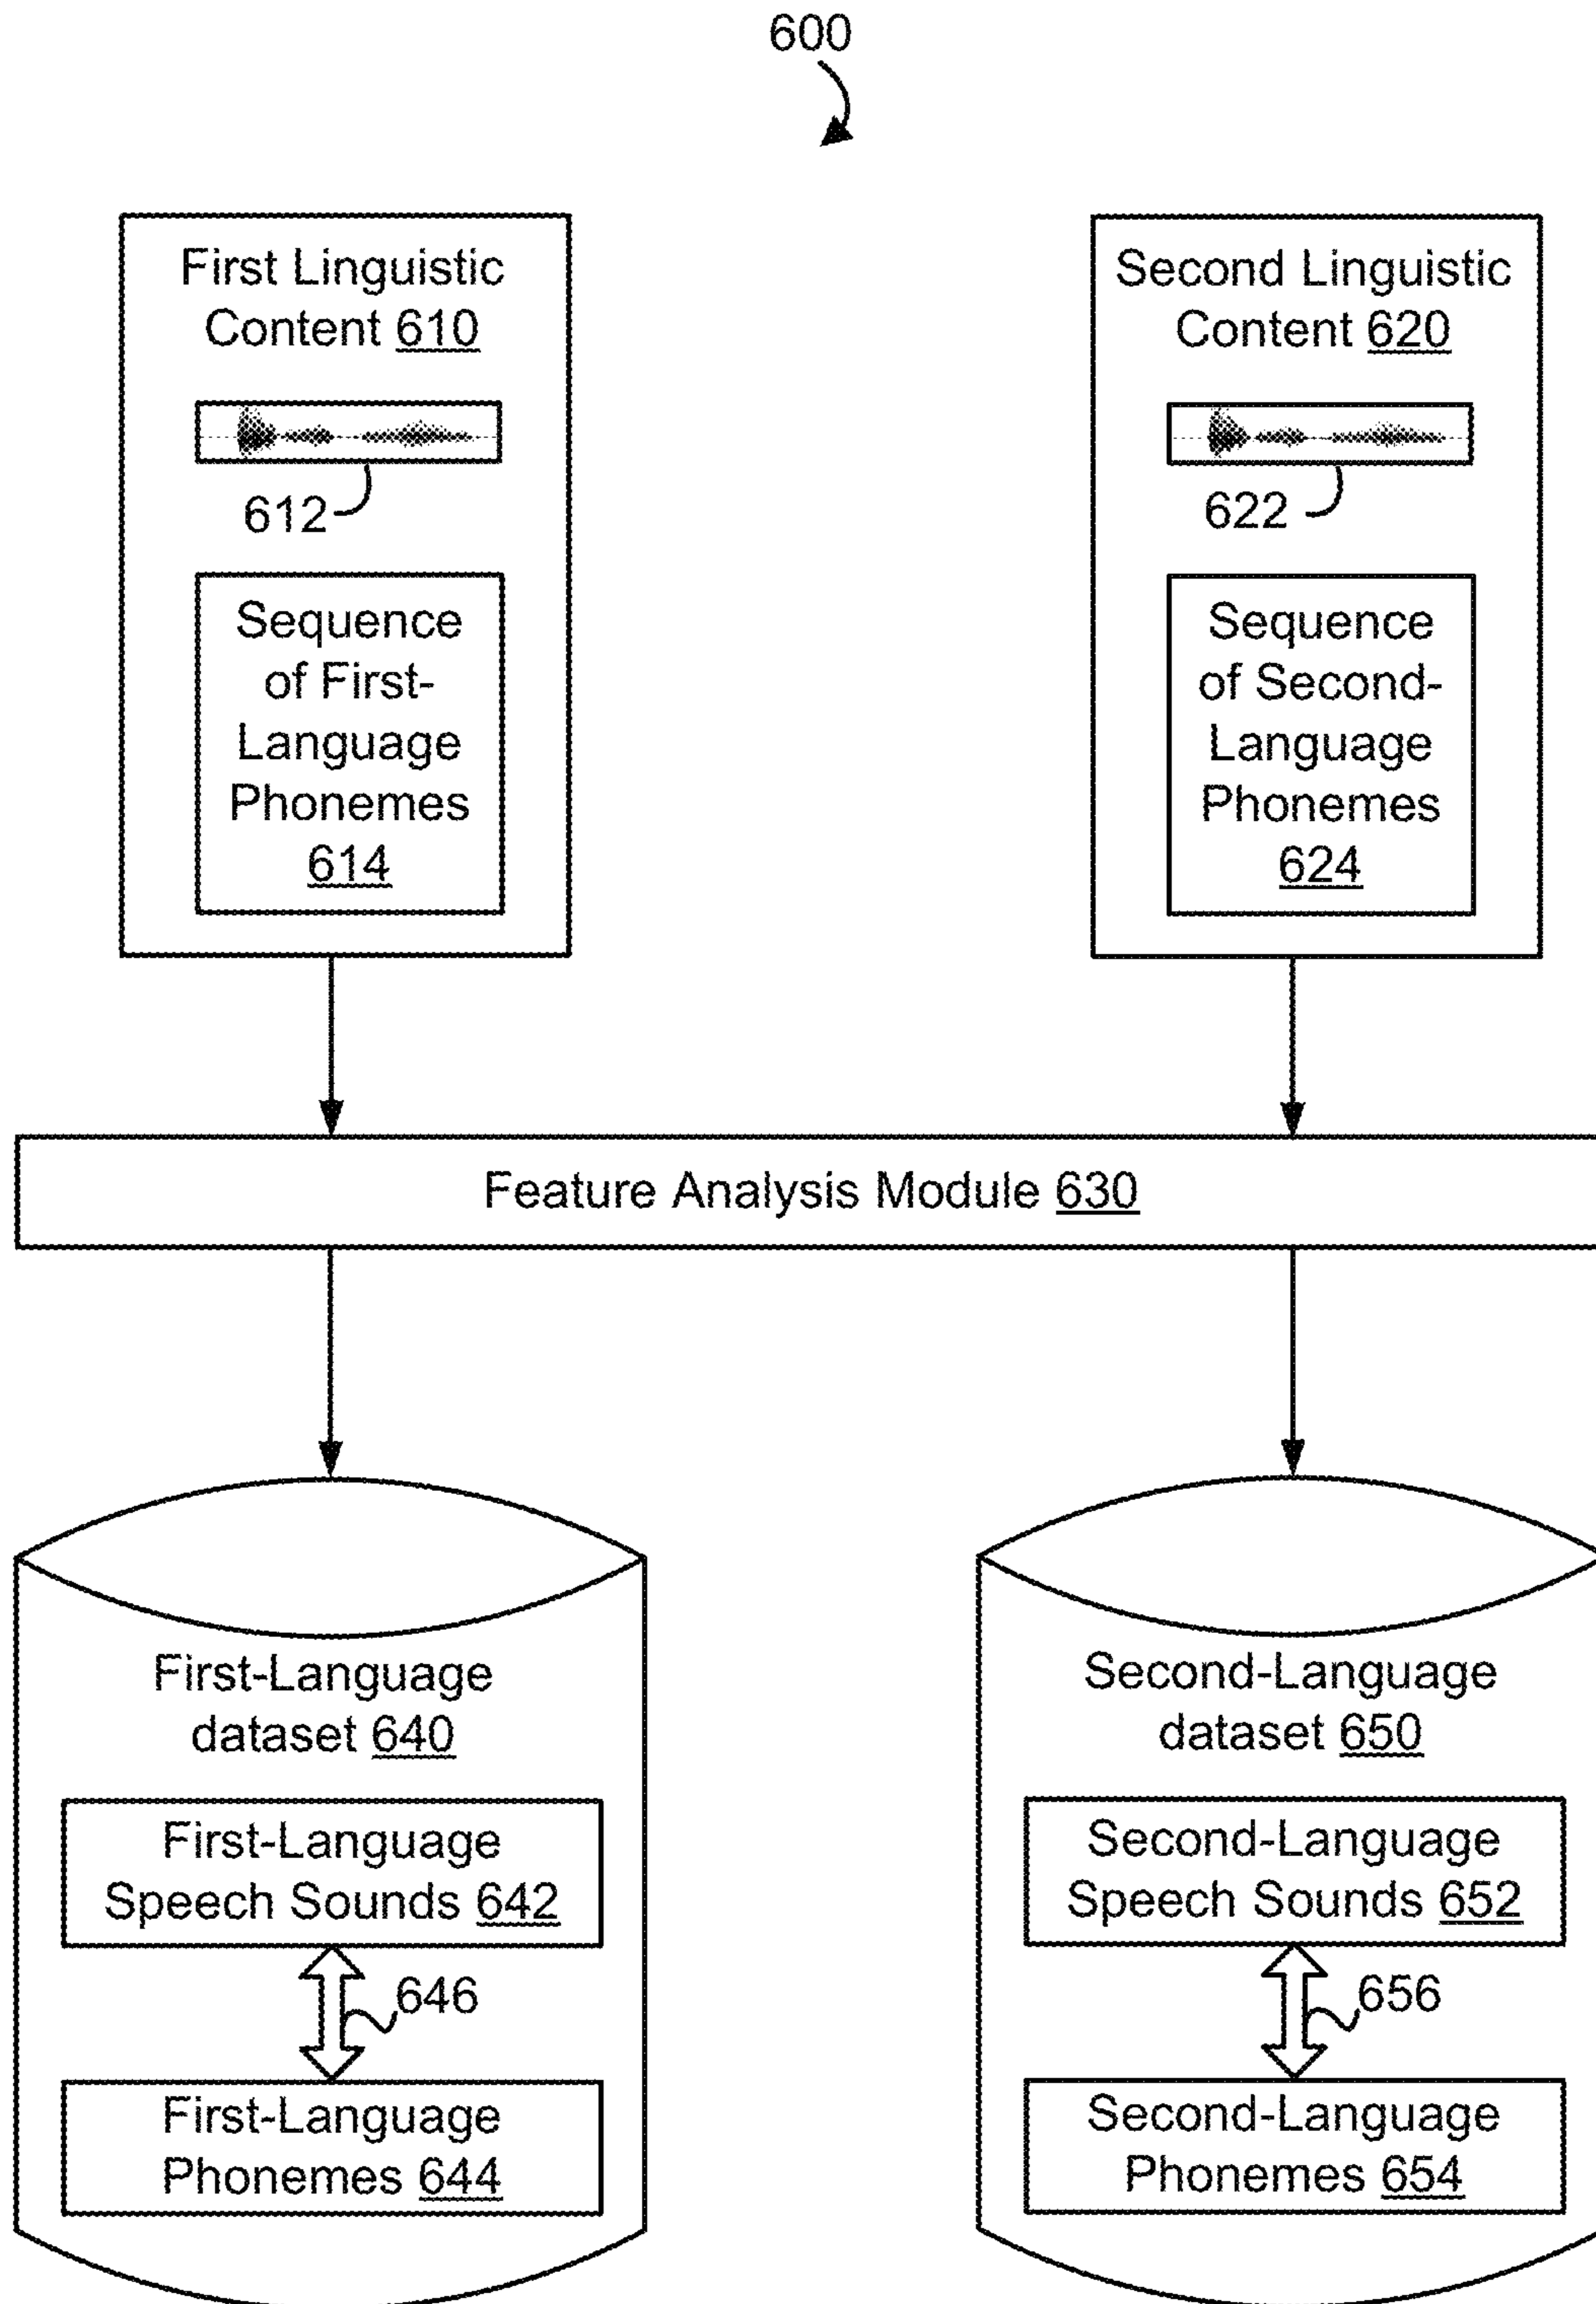 600
First Linguistic
Content 610
612
Sequence
of First-
Language
Phonemes
614
Second Linguistic
Content 620
622
Sequence
of Second-
Language
Phonemes
624
Feature Analysis Module 630
First-Language
dataset 640
First-Language
Speech Sounds 642
646
First-Language
Phonemes 644
Second-Language
dataset 650
Second-Language
Speech Sounds 652
656
Second-Language
Phonemes 654